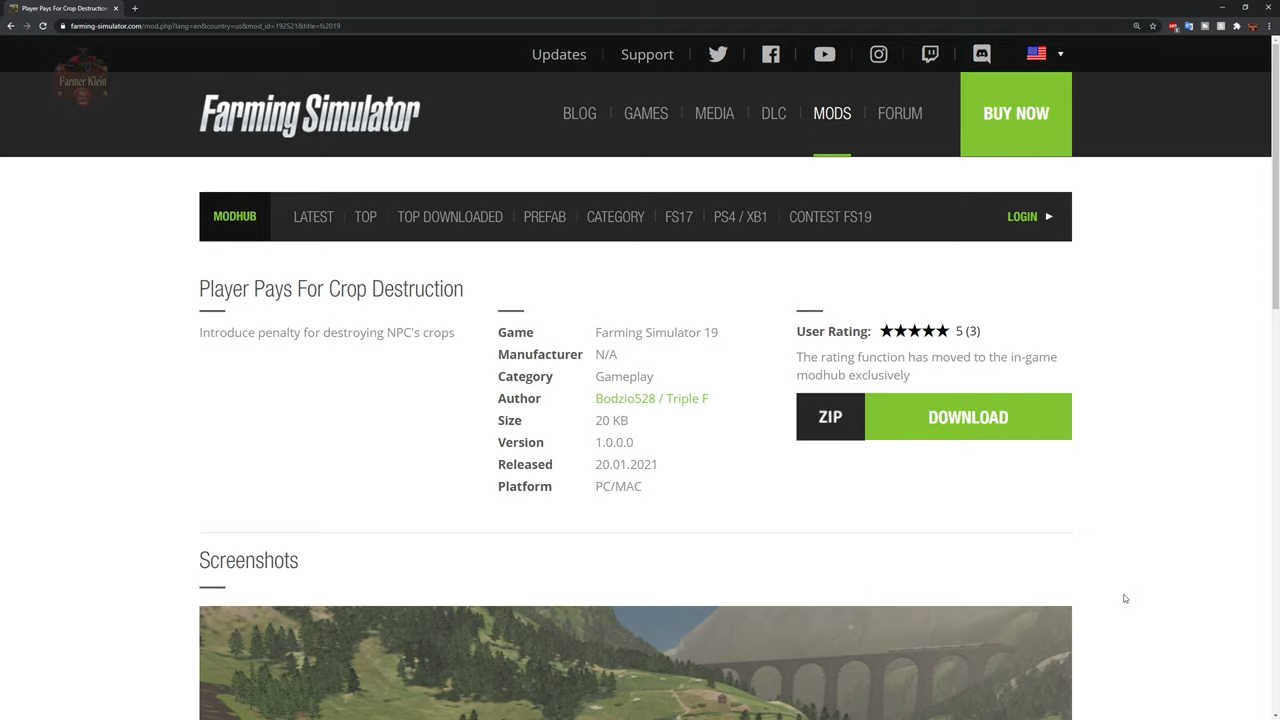 Player Pays For Crop Destruction
farming-simulator.com/mod.php?lang=en&country=us&mod_id=192521&title=fs2019
Updates Support
Farmer Klein
Farming Simulator
BLOG GAMES MEDIA DLC MODS FORUM BUY NOW
MODHUB LATEST TOP TOP DOWNLOADED PREFAB CATEGORY FS17 PS4 / XB1 CONTEST FS19 LOGIN
Player Pays For Crop Destruction
Introduce penalty for destroying NPC's crops
Game Farming Simulator 19
Manufacturer N/A
Category Gameplay
Author Bodzio528 / Triple F
Size 20 KB
Version 1.0.0.0
Released 20.01.2021
Platform PC/MAC
User Rating: 5 (3)
The rating function has moved to the in-game
modhub exclusively
ZIP DOWNLOAD
Screenshots